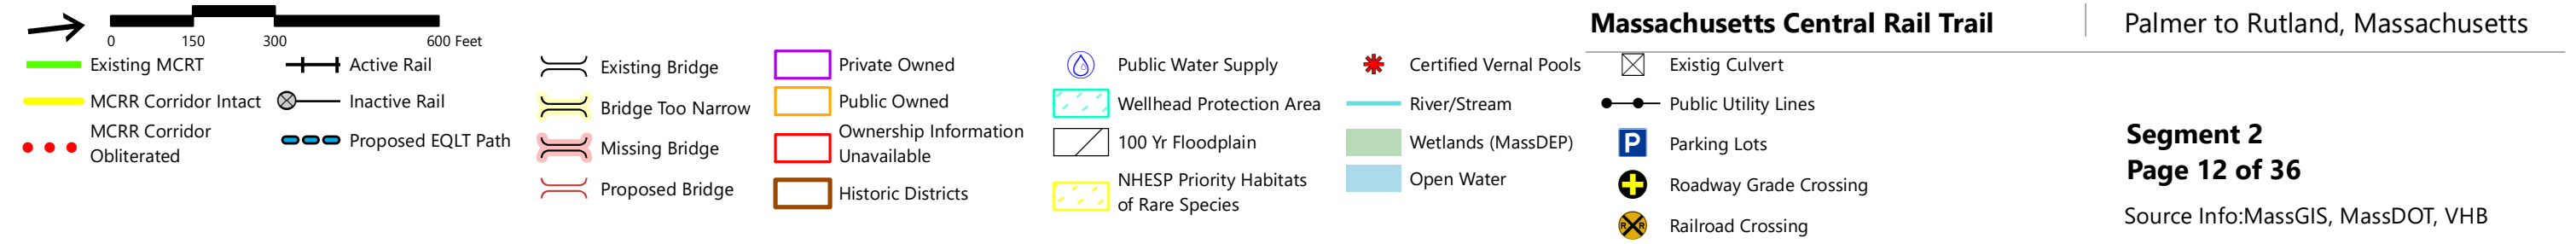 Massachusetts Central Rail Trail
Palmer to Rutland, Massachusetts
0 150 300 600 Feet
Existing MCRT
MCRR Corridor Intact
MCRR Corridor
Obliterated
Active Rail
Inactive Rail
Proposed EQLT Path
Existing Bridge
Bridge Too Narrow
Missing Bridge
Proposed Bridge
Private Owned
Public Owned
Ownership Information
Unavailable
Historic Districts
Public Water Supply
Wellhead Protection Area
100 Yr Floodplain
NHESP Priority Habitats
of Rare Species
Certified Vernal Pools
River/Stream
Wetlands (MassDEP)
Open Water
Existig Culvert
Public Utility Lines
P Parking Lots
Roadway Grade Crossing
R R Railroad Crossing
Segment 2
Page 12 of 36
Source Info:MassGIS, MassDOT, VHB